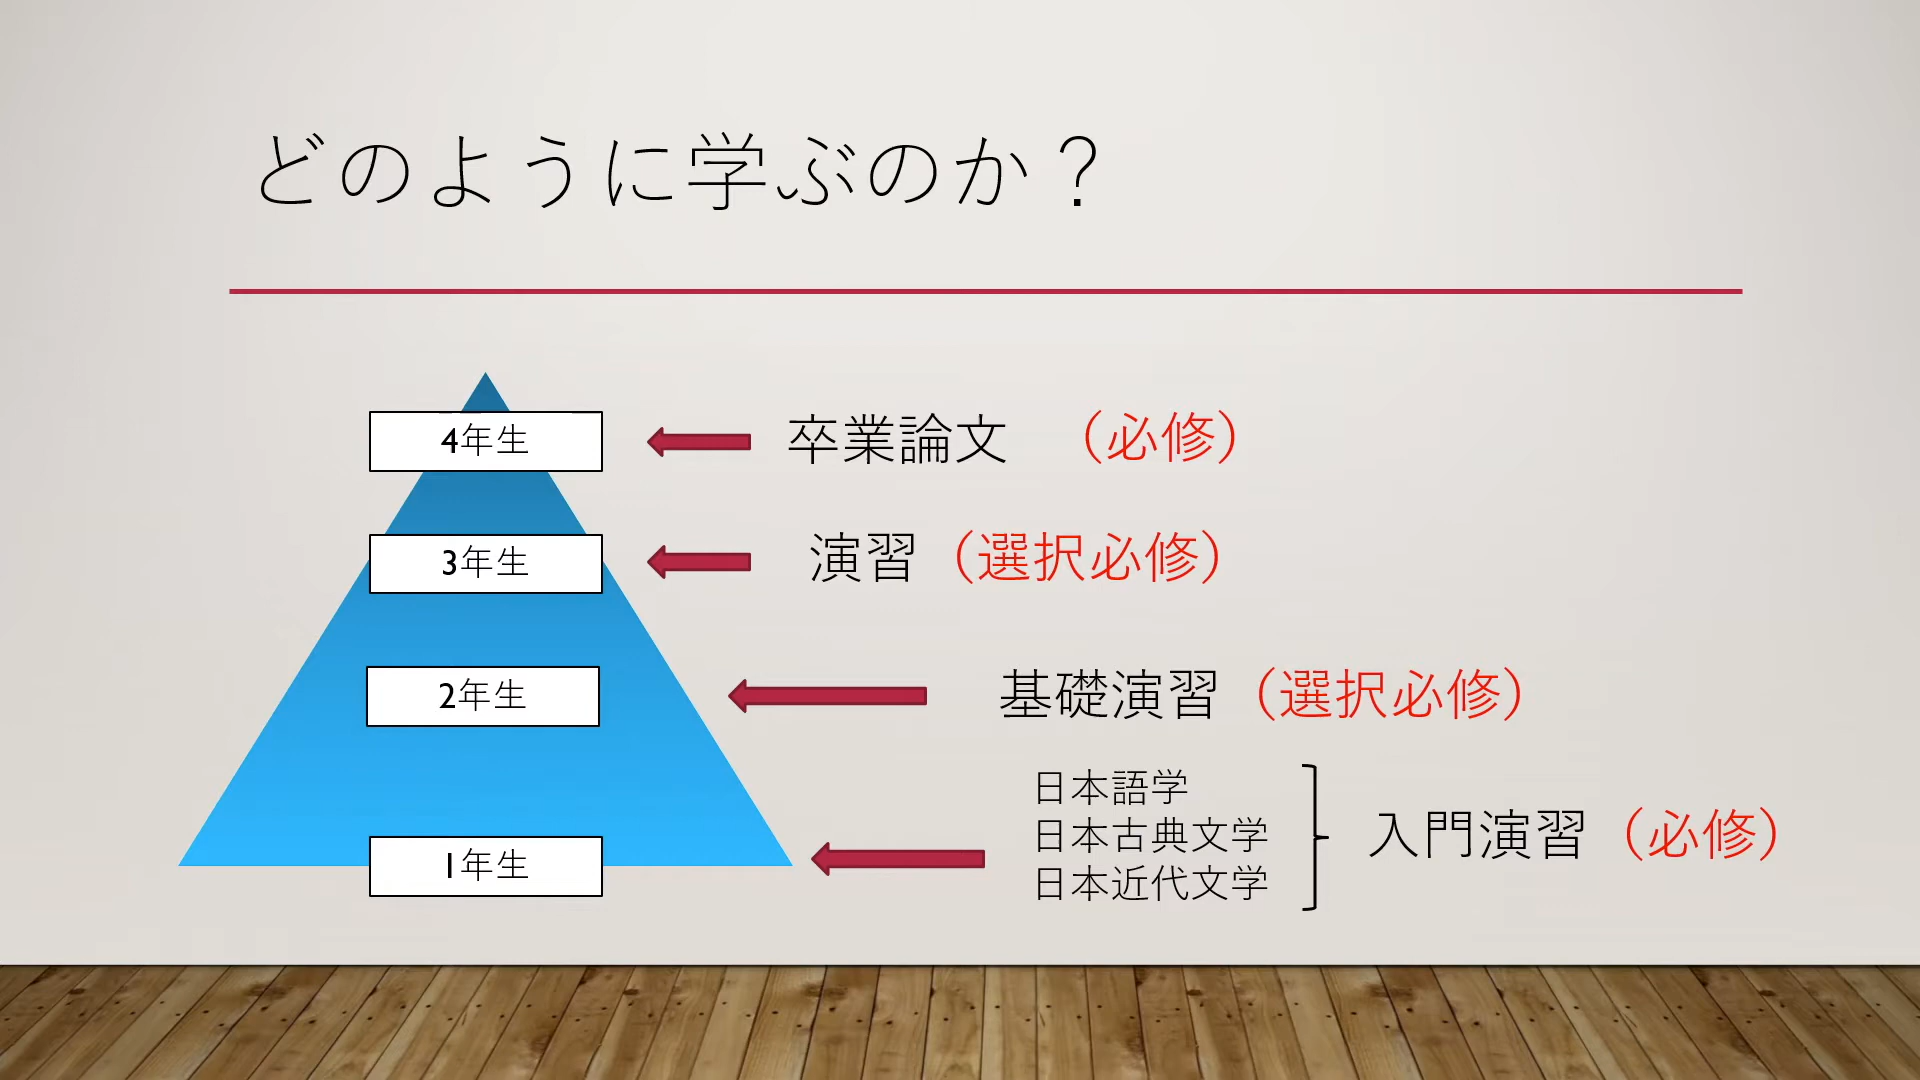 どのように学ぶのか？
4年生 卒業論文 （必修）
3年生 演習（選択必修）
2年生 基礎演習（選択必修）
1年生
日本語学
日本古典文学
日本近代文学
入門演習（必修）